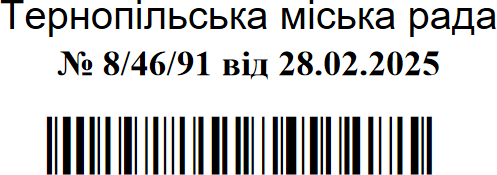 Тернопільська міська рада
№ 8/46/91 від 28.02.2025